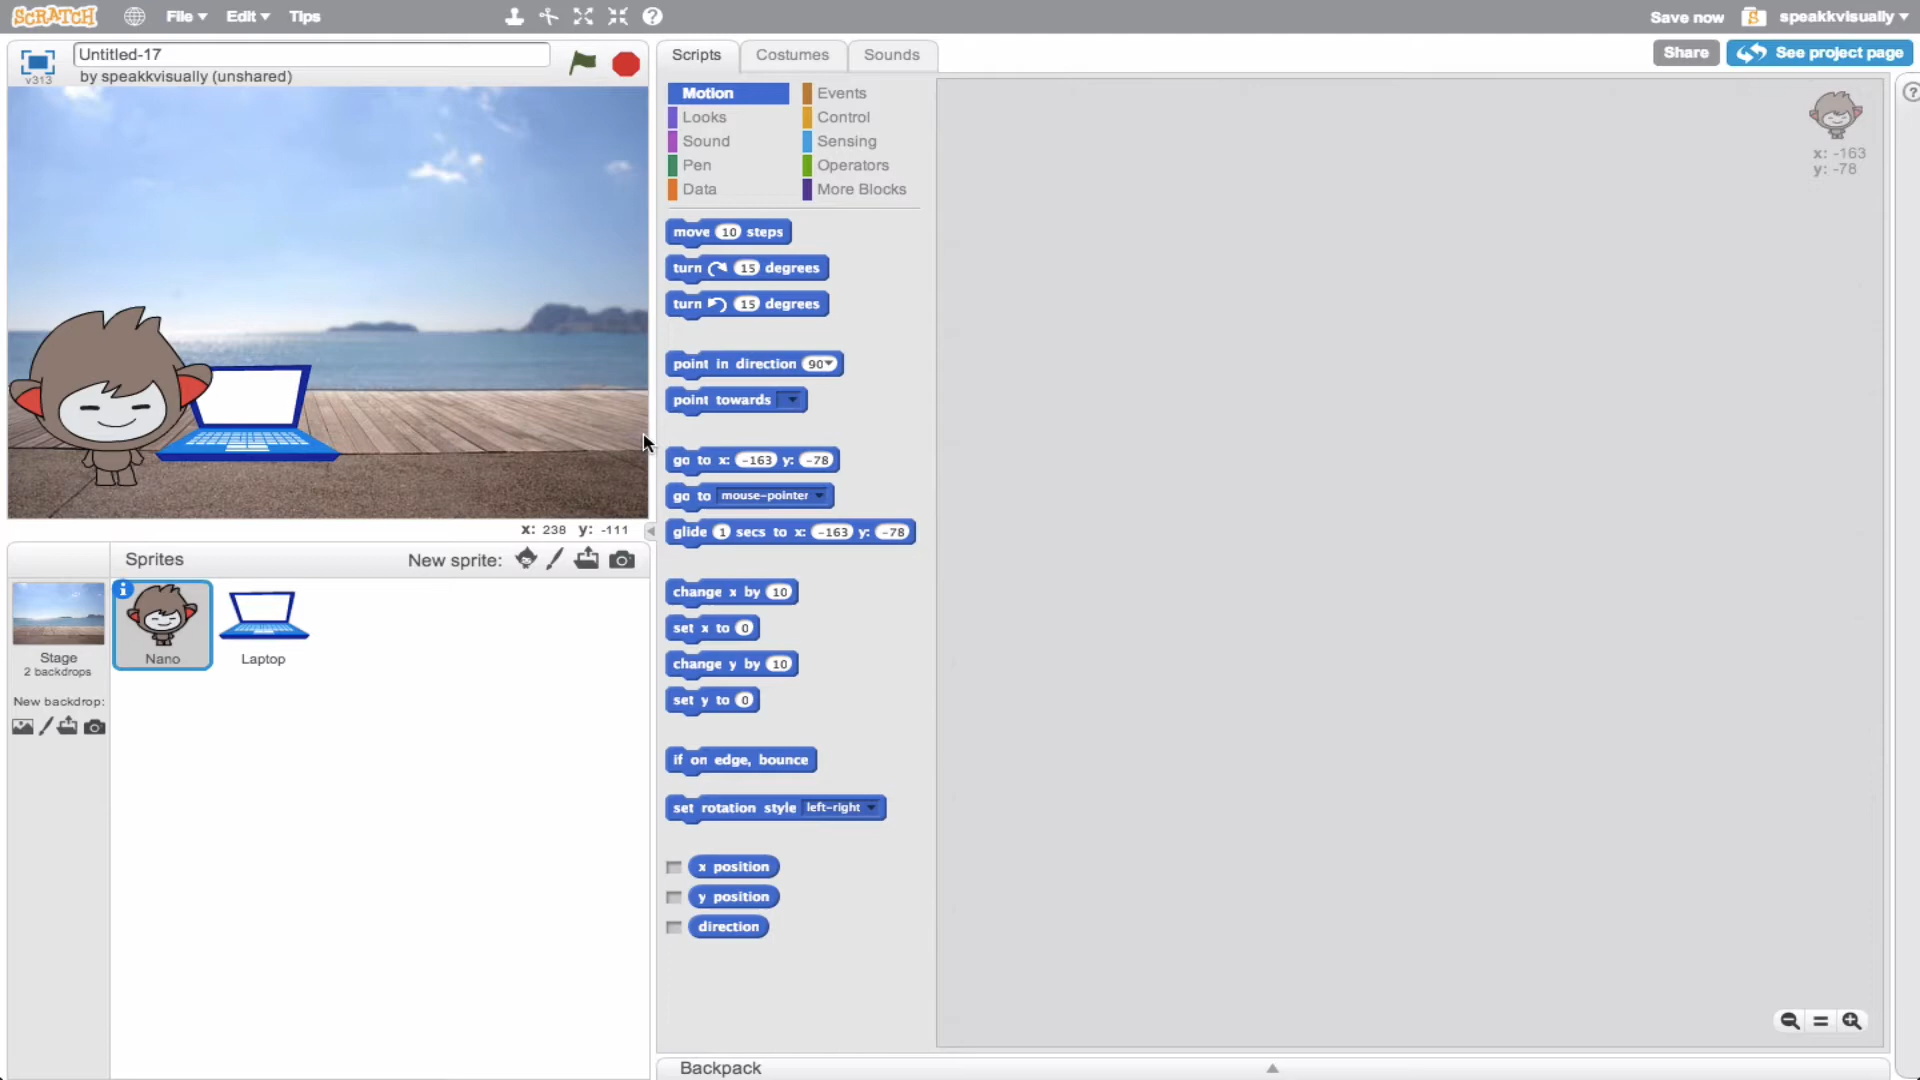 SCRATCH File Edit Tips Save now S speakkvisually
v313 Untitled-17
by speakkvisually (unshared)
Scripts Costumes Sounds Share See project page
Motion Events
Looks Control
Sound Sensing
Pen Operators
Data More Blocks
x: -163
y: -78
move 10 steps
turn 15 degrees
turn 15 degrees
point in direction 90
point towards
go to x: -163 y: -78
go to mouse-pointer
glide 1 secs to x: -163 y: -78
change x by 10
set x to 0
change y by 10
set y to 0
if on edge, bounce
set rotation style left-right
x position
y position
direction
x: 238 y: -111
Sprites New sprite:
Stage
2 backdrops
New backdrop:
Nano
Laptop
Backpack